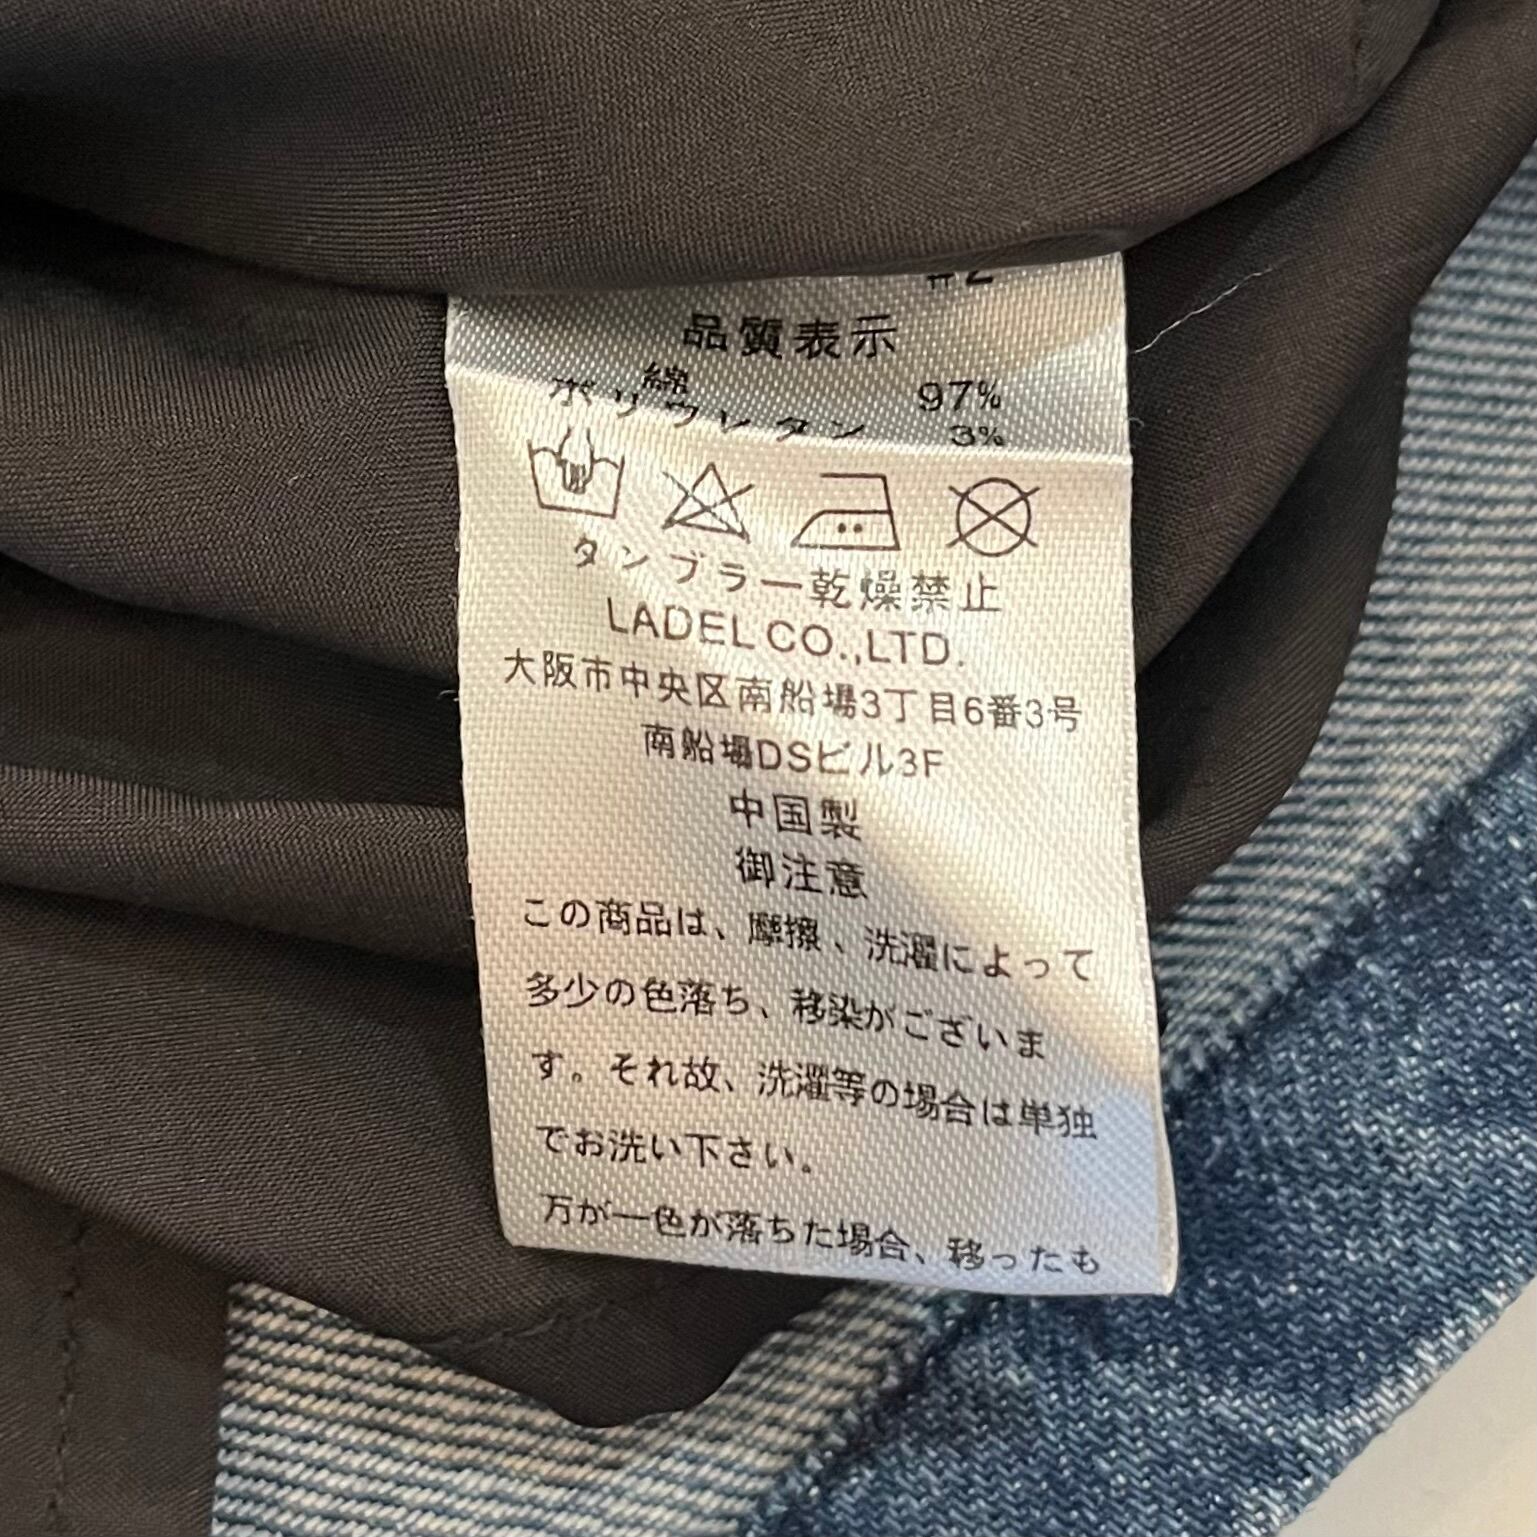 #2
品質表示
綿 97%
ポリウレタン 3%
タンブラー乾燥禁止
LADEL CO.,LTD.
大阪市中央区南船場3丁目6番3号
南船場DSビル3F
中国製
御注意
この商品は、摩擦、洗濯によって
多少の色落ち、移染がございま
す。それ故、洗濯等の場合は単独
でお洗い下さい。
万が一色が落ちた場合、移ったも